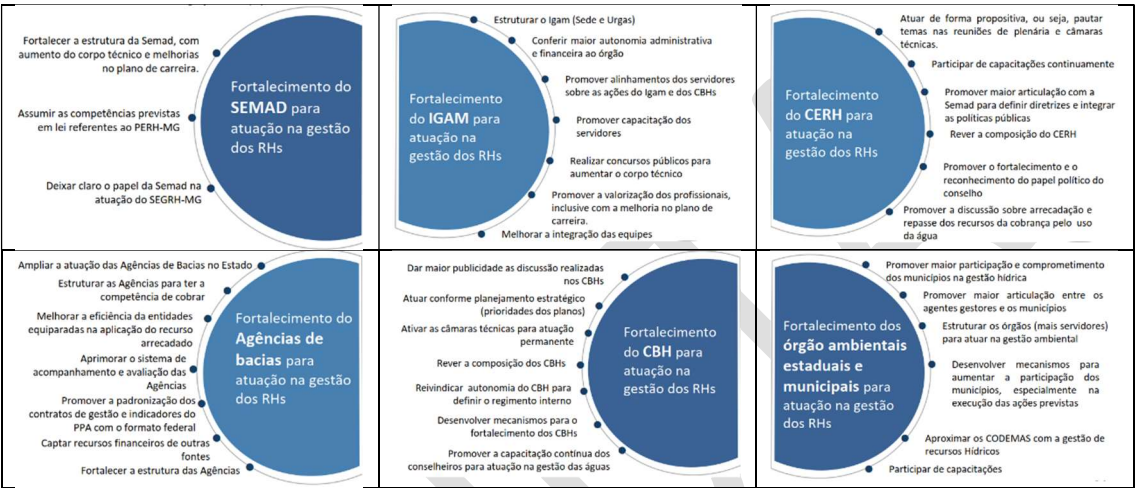 Fortalecer a estrutura da Semad, com
aumento do corpo técnico e melhorias
no plano de carreira.
Assumir as competências previstas
em lei referentes ao PERH-MG
Deixar claro o papel da Semad na
atuação do SEGRH-MG
Fortalecimento do
SEMAD para
atuação na gestão
dos RHs
Fortalecimento
do IGAM para
atuação na
gestão dos RHs
Estruturar o Igam (Sede e Urgas)
Conferir maior autonomia administrativa
e financeira ao órgão
Promover alinhamentos dos servidores
sobre as ações do Igam e dos CBHs
Promover capacitação dos
servidores
Realizar concursos públicos para
aumentar o corpo técnico
Promover a valorização dos profissionais,
inclusive com a melhoria no plano de
carreira.
Melhorar a integração das equipes
Fortalecimento
do CERH para
atuação na
gestão dos RHs
Atuar de forma propositiva, ou seja, pautar
temas nas reuniões de plenária e câmaras
técnicas.
Participar de capacitações continuamente
Promover maior articulação com a
Semad para definir diretrizes e integrar
as políticas públicas
Rever a composição do CERH
Promover o fortalecimento e o
reconhecimento do papel político do
conselho
Promover a discussão sobre arrecadação e
repasse dos recursos da cobrança pelo uso
da água
Ampliar a atuação das Agências de Bacias no Estado
Estruturar as Agências para ter a
competência de cobrar
Melhorar a eficiência da entidades
equiparadas na aplicação do recurso
arrecadado
Aprimorar o sistema de
acompanhamento e avaliação das
Agências
Promover a padronização dos
contratos de gestão e indicadores do
PPA com o formato federal
Captar recursos financeiros de outras
fontes
Fortalecer a estrutura das Agências
Fortalecimento do
Agências de
bacias para
atuação na gestão
dos RHs
Dar maior publicidade as discussão realizadas
nos CBHs
Atuar conforme planejamento estratégico
(prioridades dos planos)
Ativar as câmaras técnicas para atuação
permanente
Rever a composição dos CBHs
Reivindicar autonomia do CBH para
definir o regimento interno
Desenvolver mecanismos para o
fortalecimento dos CBHs
Promover a capacitação contínua dos
conselheiros para atuação na gestão das águas
Fortalecimento
do CBH para
atuação na
gestão dos RHs
Fortalecimento dos
órgão ambientais
estaduais e
municipais para
atuação na gestão
dos RHs
Promover maior participação e comprometimento
dos municípios na gestão hídrica
Promover maior articulação entre os
agentes gestores e os municípios
Estruturar os órgãos (mais servidores)
para atuar na gestão ambiental
Desenvolver mecanismos para
aumentar a participação dos
municípios, especialmente na
execução das ações previstas
Aproximar os CODEMAS com a gestão de
recursos Hídricos
Participar de capacitações